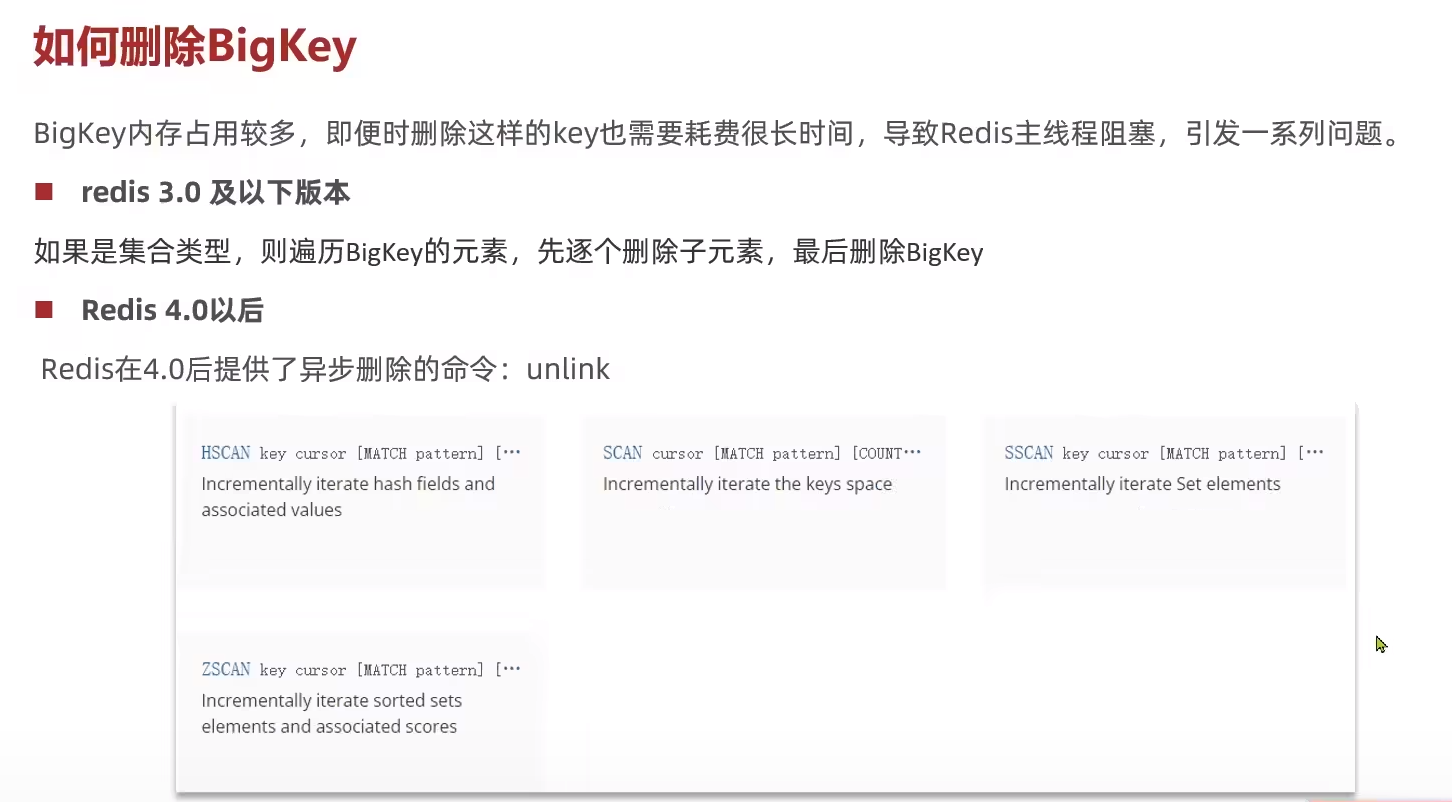 如何删除BigKey
BigKey内存占用较多，即便时删除这样的key也需要耗费很长时间，导致Redis主线程阻塞，引发一系列问题。
redis 3.0 及以下版本
如果是集合类型，则遍历BigKey的元素，先逐个删除子元素，最后删除BigKey
Redis 4.0以后
Redis在4.0后提供了异步删除的命令：unlink
HSCAN key cursor [MATCH pattern] [···
Incrementally iterate hash fields and
associated values
SCAN cursor [MATCH pattern] [COUNT···
Incrementally iterate the keys space
SSCAN key cursor [MATCH pattern] [···
Incrementally iterate Set elements
ZSCAN key cursor [MATCH pattern] [···
Incrementally iterate sorted sets
elements and associated scores